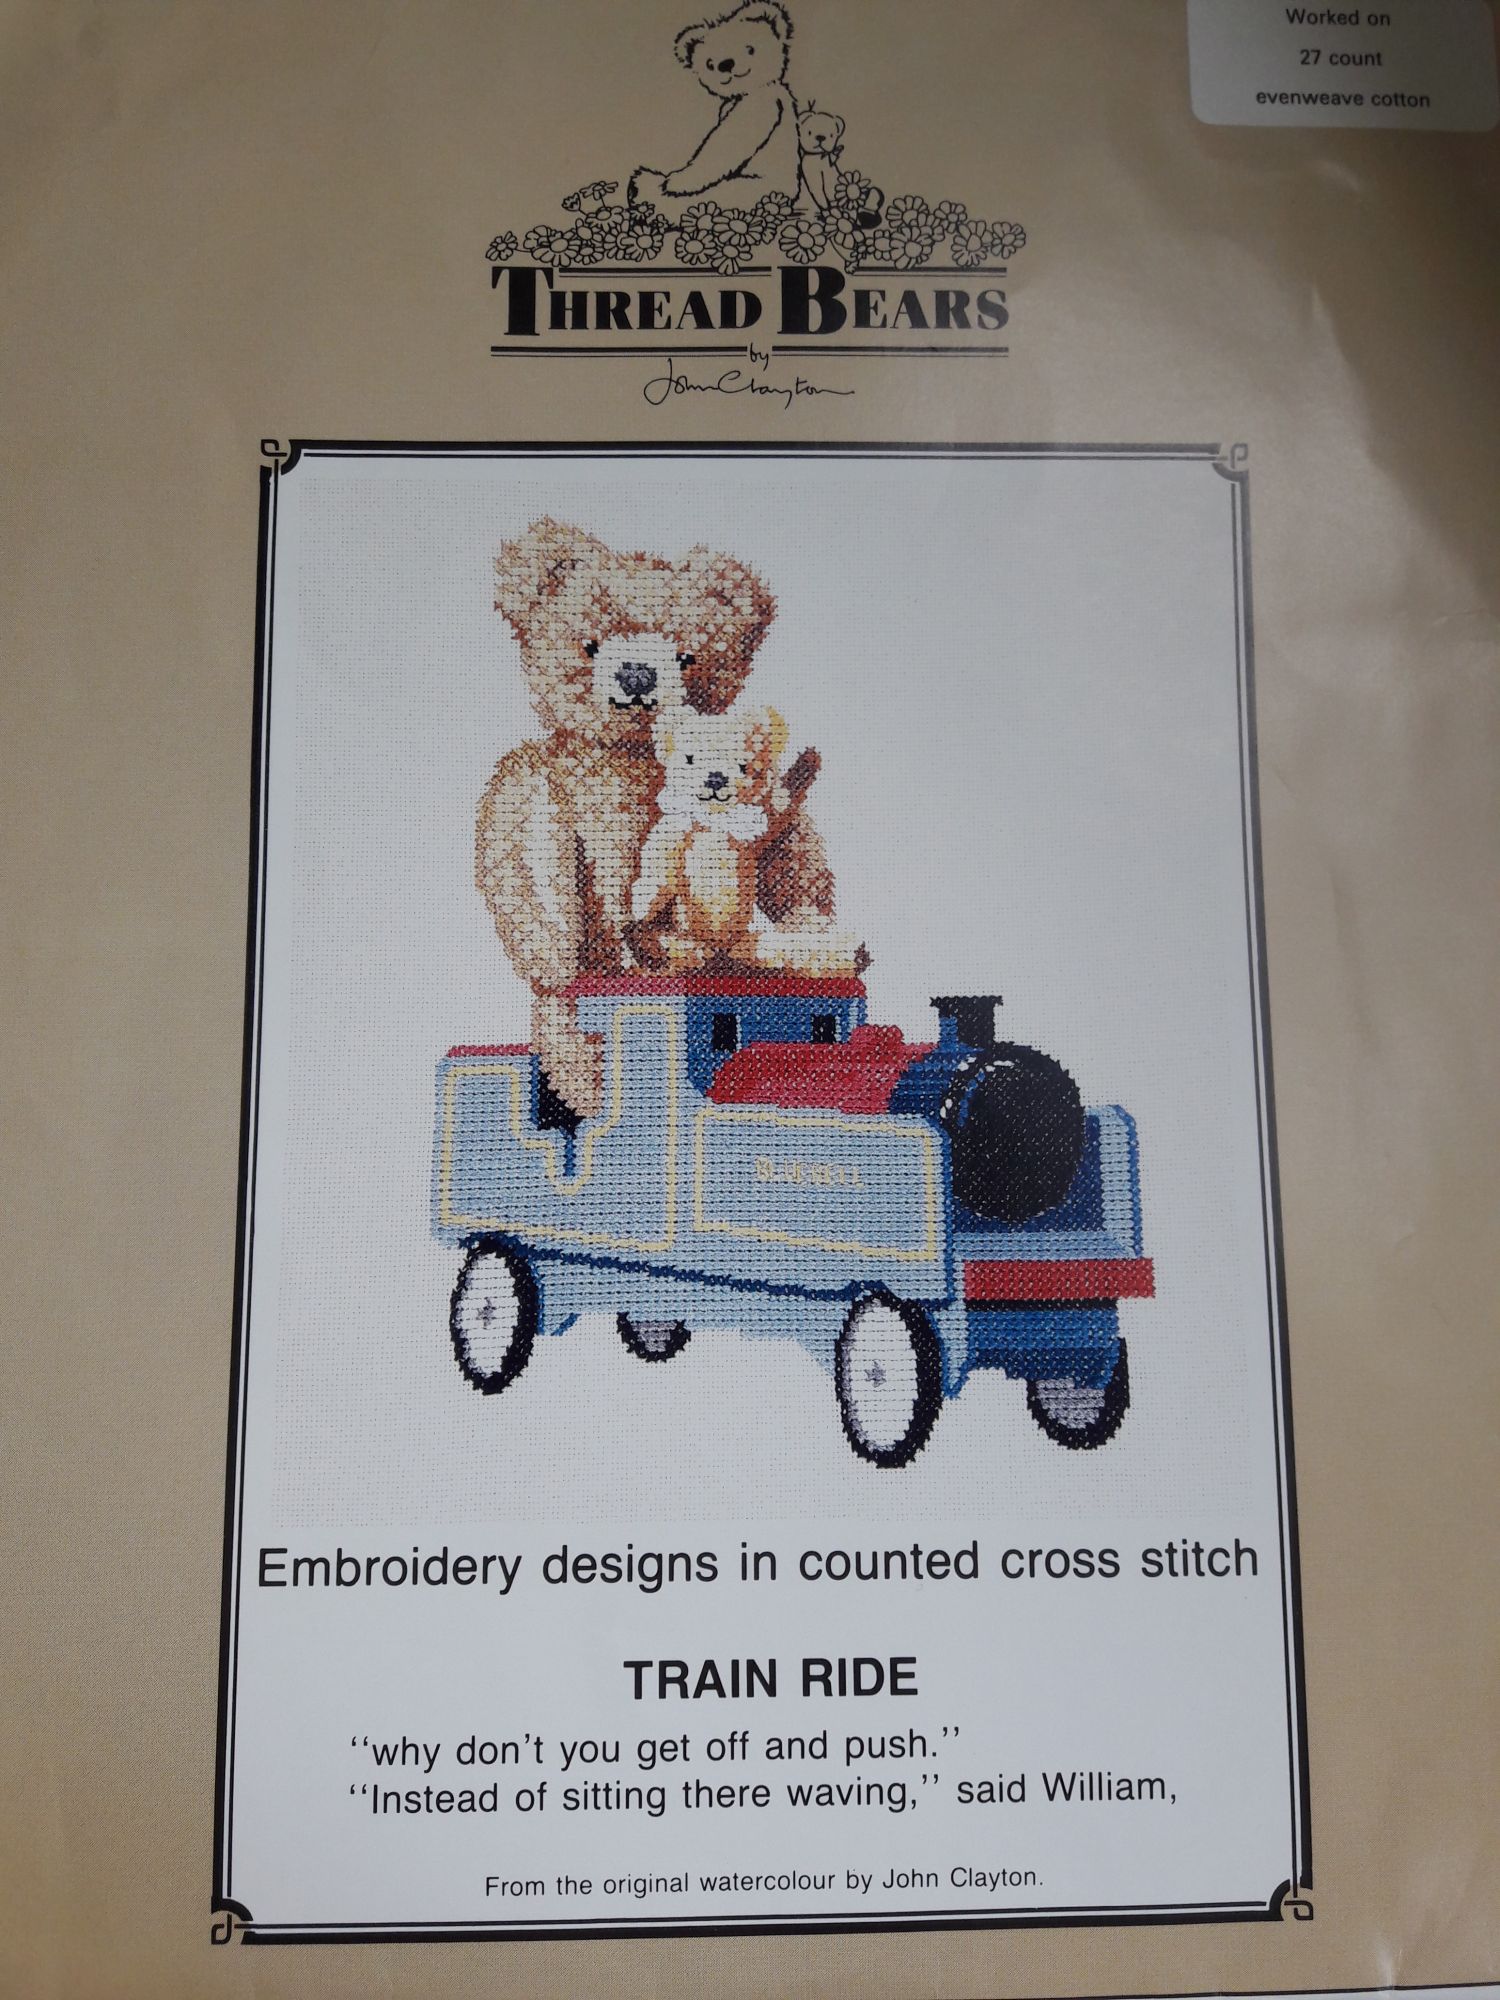 Worked on
27 count
evenweave cotton
THREAD BEARS
by
John Clayton
BLUEBELL
Embroidery designs in counted cross stitch
TRAIN RIDE
‘‘why don’t you get off and push.’’
‘‘Instead of sitting there waving,’’ said William,
From the original watercolour by John Clayton.